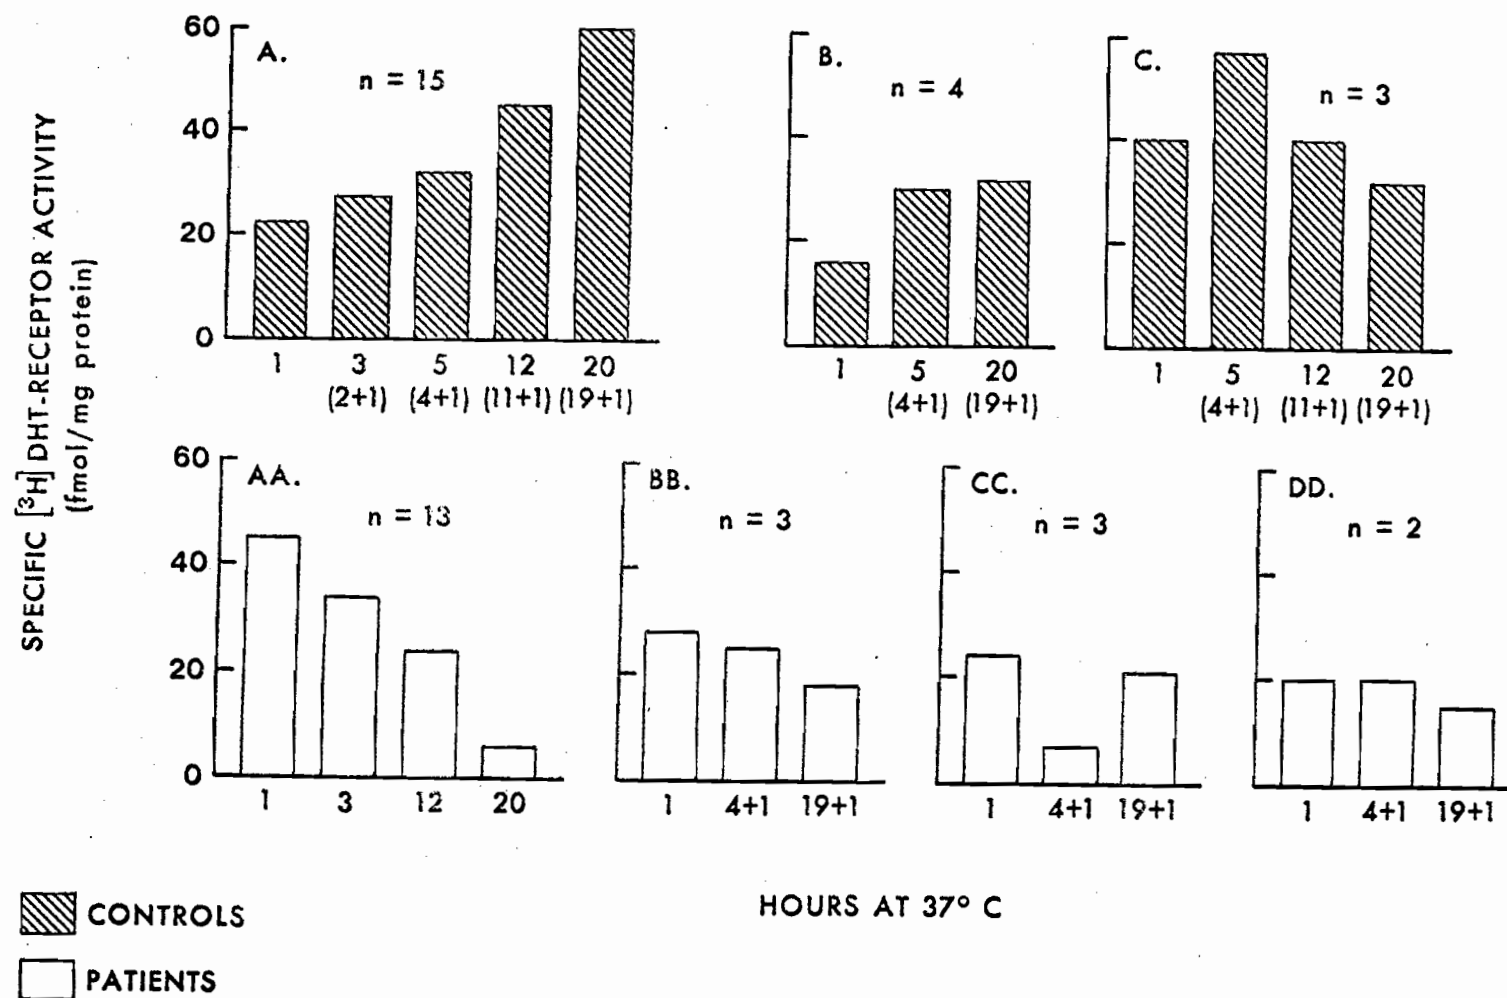 SPECIFIC [³H] DHT-RECEPTOR ACTIVITY
(fmol/mg protein)
60
40
20
0
A.
n = 15
1 3 5 12 20
(2+1) (4+1) (11+1) (19+1)
B.
n = 4
1 5 20
(4+1) (19+1)
C.
n = 3
1 5 12 20
(4+1) (11+1) (19+1)
60
40
20
0
AA.
n = 13
1 3 12 20
BB.
n = 3
1 4+1 19+1
CC.
n = 3
1 4+1 19+1
DD.
n = 2
1 4+1 19+1
HOURS AT 37° C
CONTROLS
PATIENTS